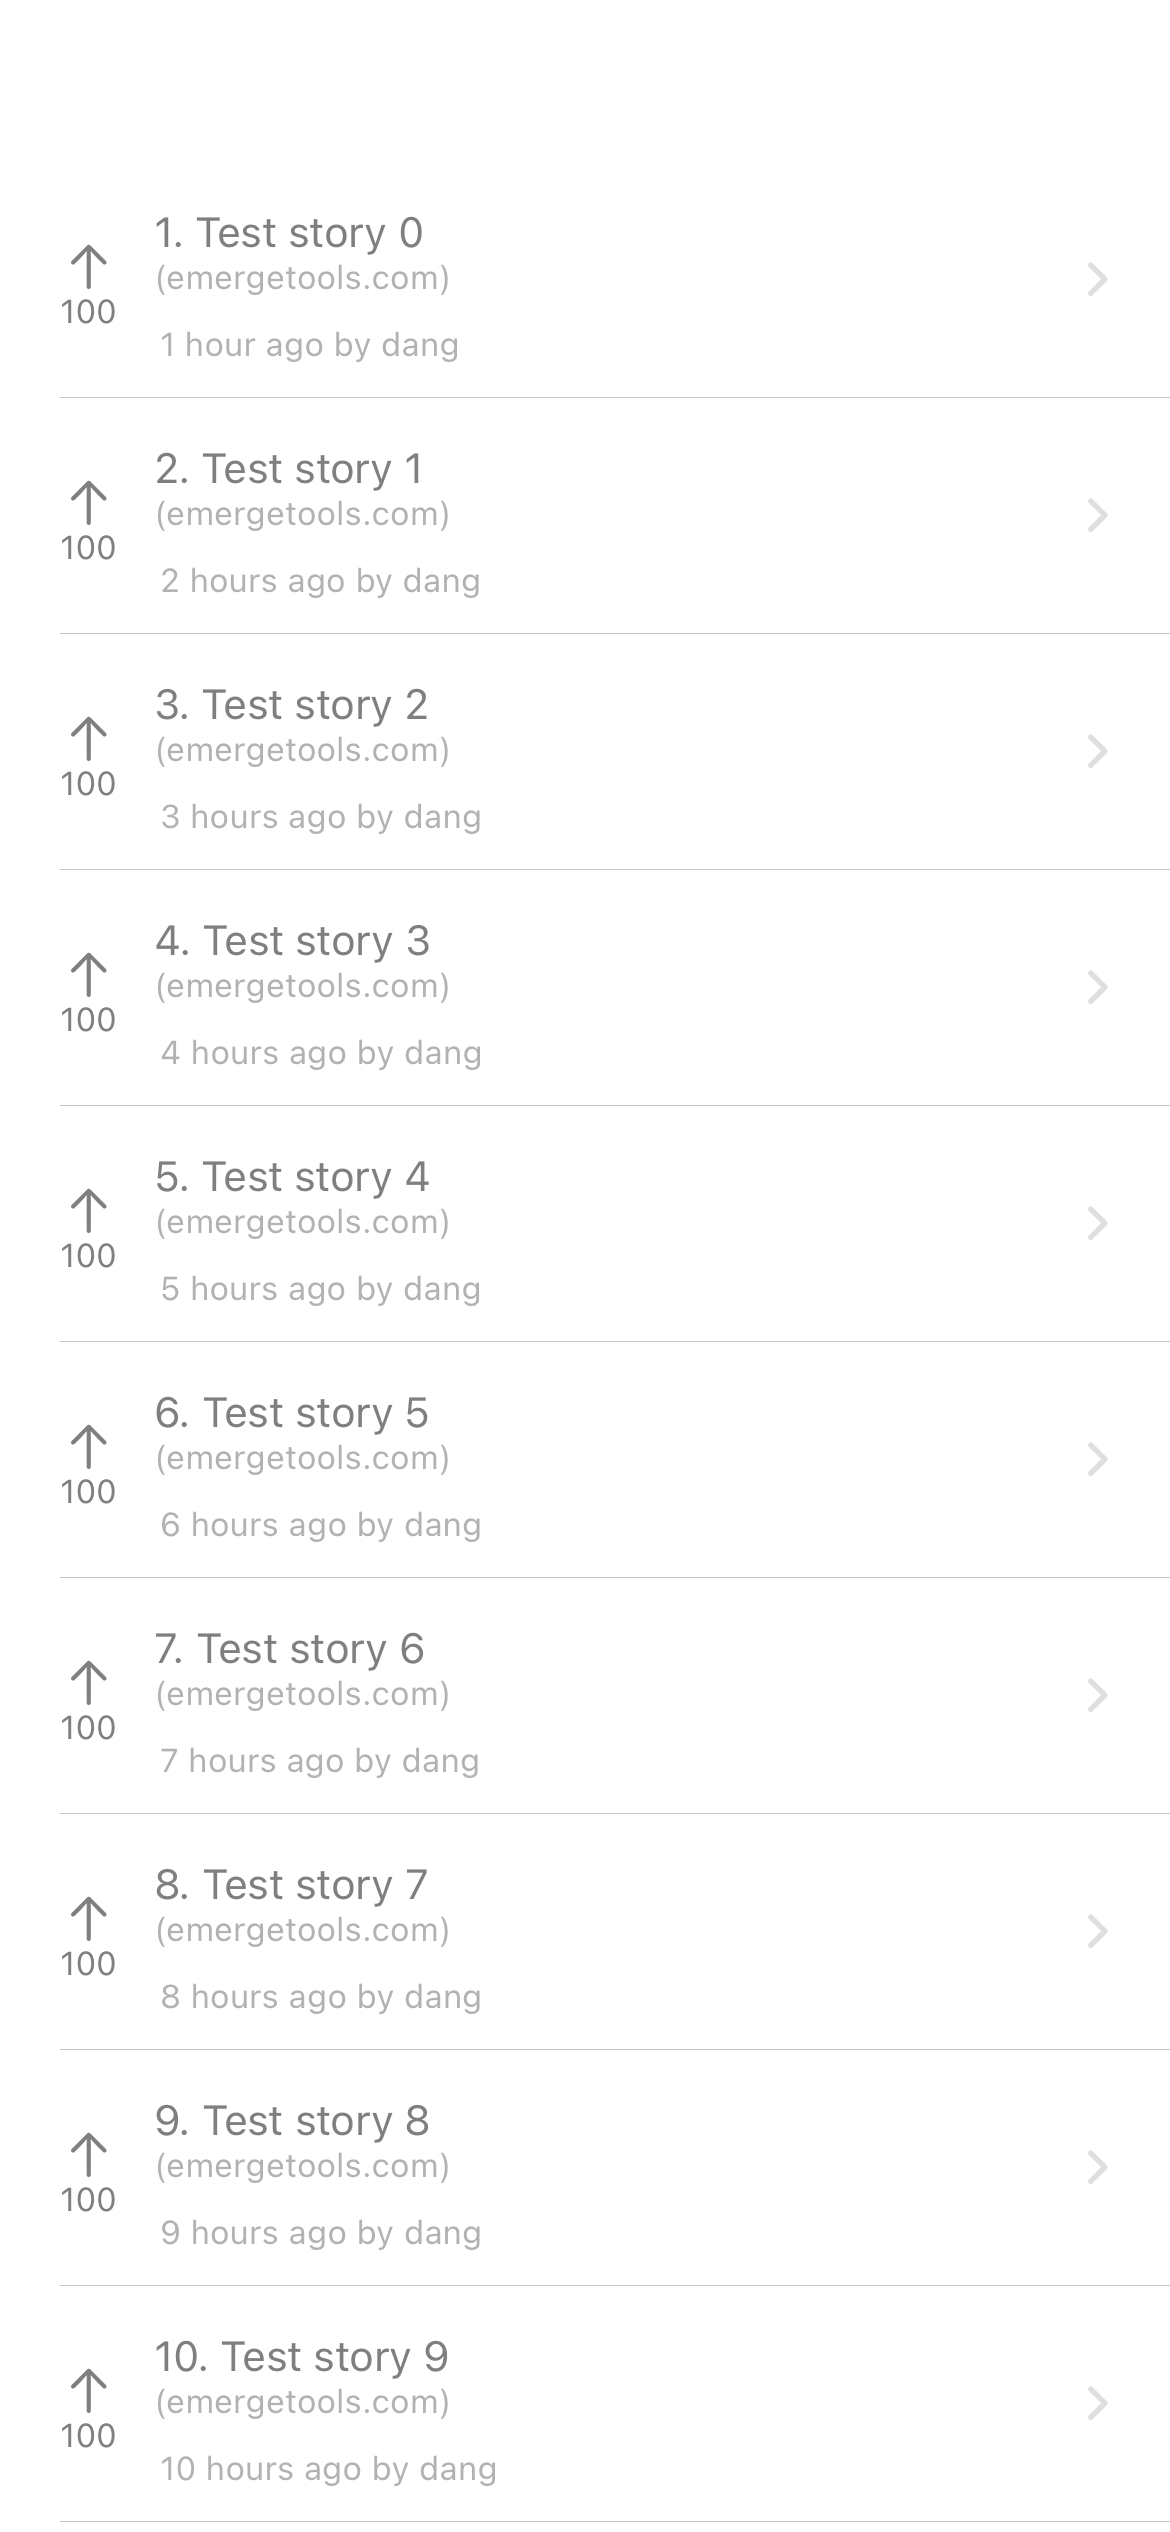 1. Test story 0
(emergetools.com)
100
1 hour ago by dang
2. Test story 1
(emergetools.com)
100
2 hours ago by dang
3. Test story 2
(emergetools.com)
100
3 hours ago by dang
4. Test story 3
(emergetools.com)
100
4 hours ago by dang
5. Test story 4
(emergetools.com)
100
5 hours ago by dang
6. Test story 5
(emergetools.com)
100
6 hours ago by dang
7. Test story 6
(emergetools.com)
100
7 hours ago by dang
8. Test story 7
(emergetools.com)
100
8 hours ago by dang
9. Test story 8
(emergetools.com)
100
9 hours ago by dang
10. Test story 9
(emergetools.com)
100
10 hours ago by dang